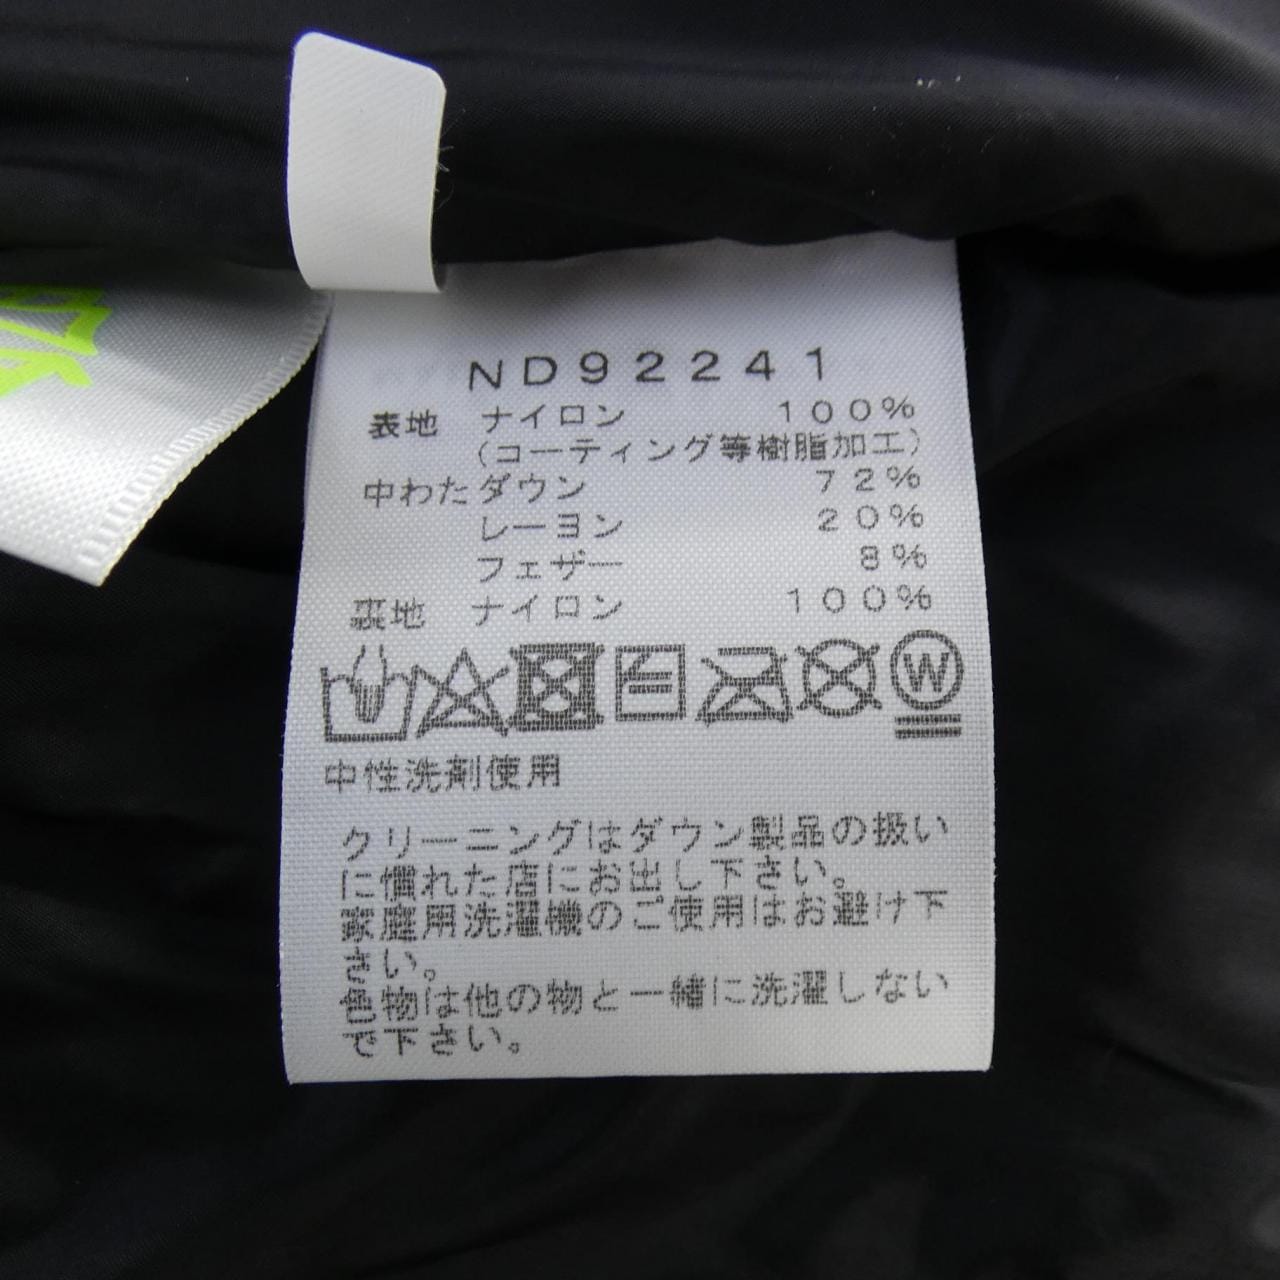 ND92241
表地 ナイロン 100%
(コーティング等樹脂加工)
中わた ダウン 72%
レーヨン 20%
フェザー 8%
裏地 ナイロン 100%
W
中性洗剤使用
クリーニングはダウン製品の扱い
に慣れた店にお出し下さい。
家庭用洗濯機のご使用はお避け下
さい。
色物は他の物と一緒に洗濯しない
で下さい。